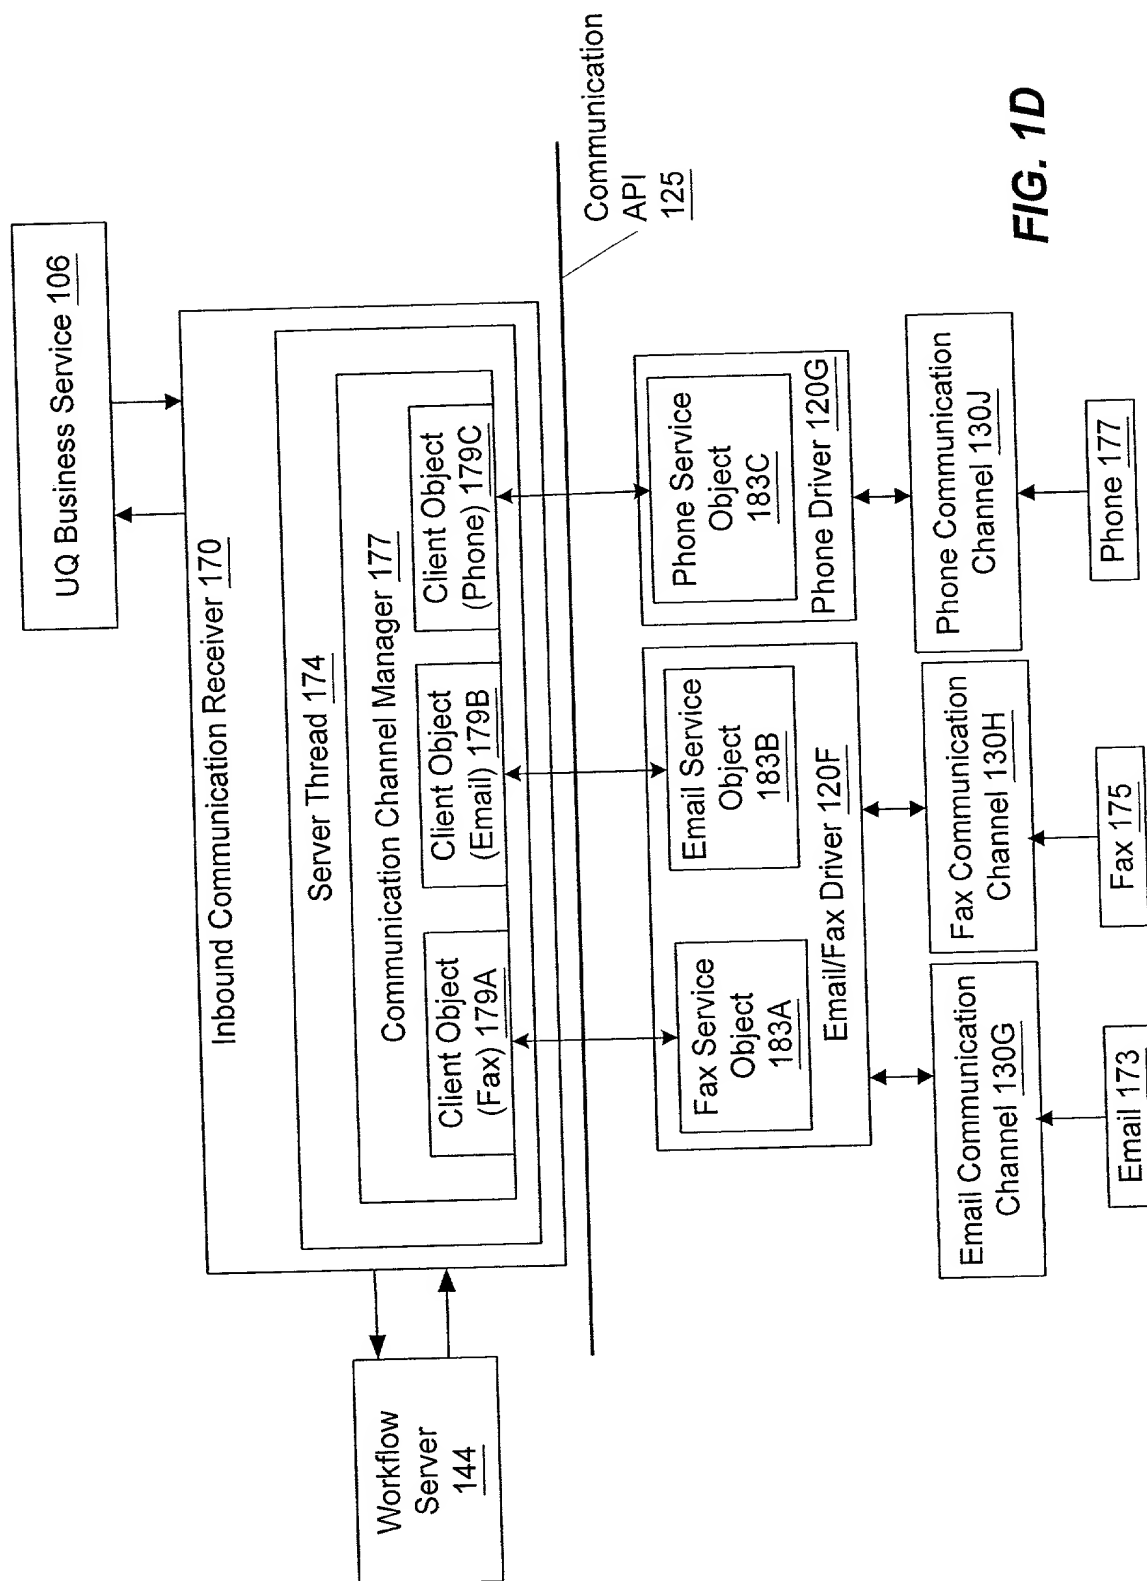 UQ Business Service 106
Inbound Communication Receiver 170
Server Thread 174
Communication Channel Manager 177
Client Object
(Fax) 179A
Client Object
(Email) 179B
Client Object
(Phone) 179C
Workflow
Server
144
Communication
API
125
Fax Service
Object
183A
Email Service
Object
183B
Email/Fax Driver 120F
Phone Service
Object
183C
Phone Driver 120G
Email Communication
Channel 130G
Fax Communication
Channel 130H
Phone Communication
Channel 130J
Email 173
Fax 175
Phone 177
FIG. 1D